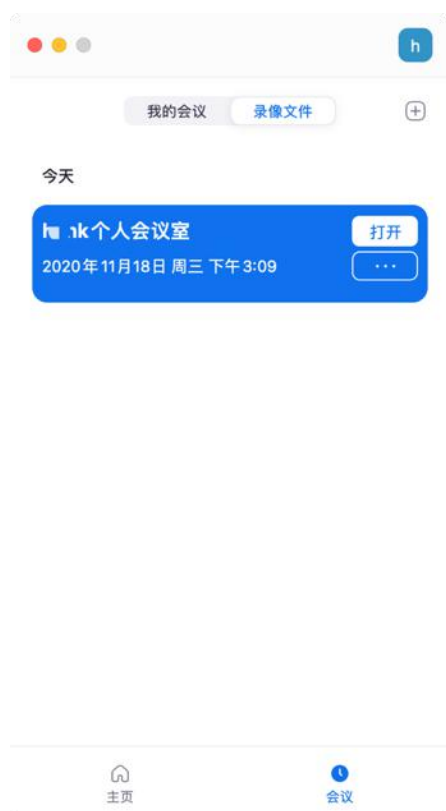 h
我的会议 录像文件
今天
个人会议室 打开
2020年11月18日 周三 下午3:09 ···
主页 会议